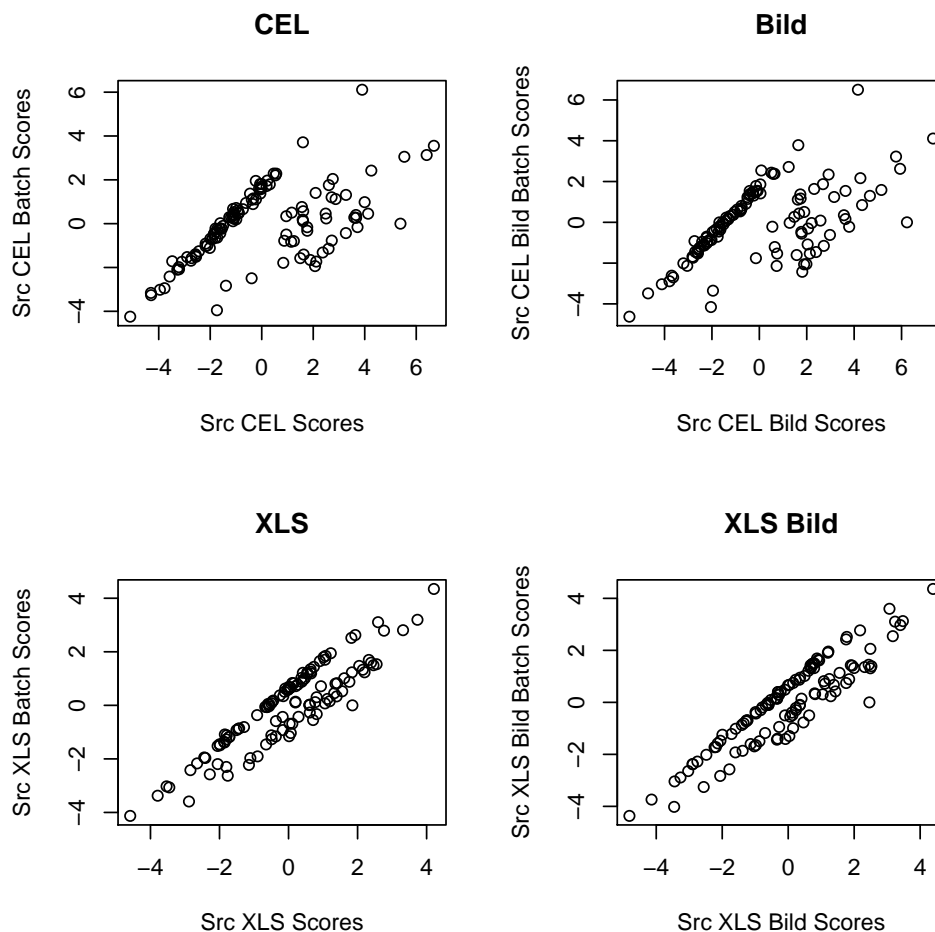 CEL
Src CEL Batch Scores
6
4
2
0
−4
−4 −2 0 2 4 6
Src CEL Scores
Bild
Src CEL Bild Batch Scores
6
4
2
0
−4
−4 −2 0 2 4 6
Src CEL Bild Scores
XLS
Src XLS Batch Scores
4
2
0
−2
−4
−4 −2 0 2 4
Src XLS Scores
XLS Bild
Src XLS Bild Batch Scores
4
2
0
−2
−4
−4 −2 0 2 4
Src XLS Bild Scores